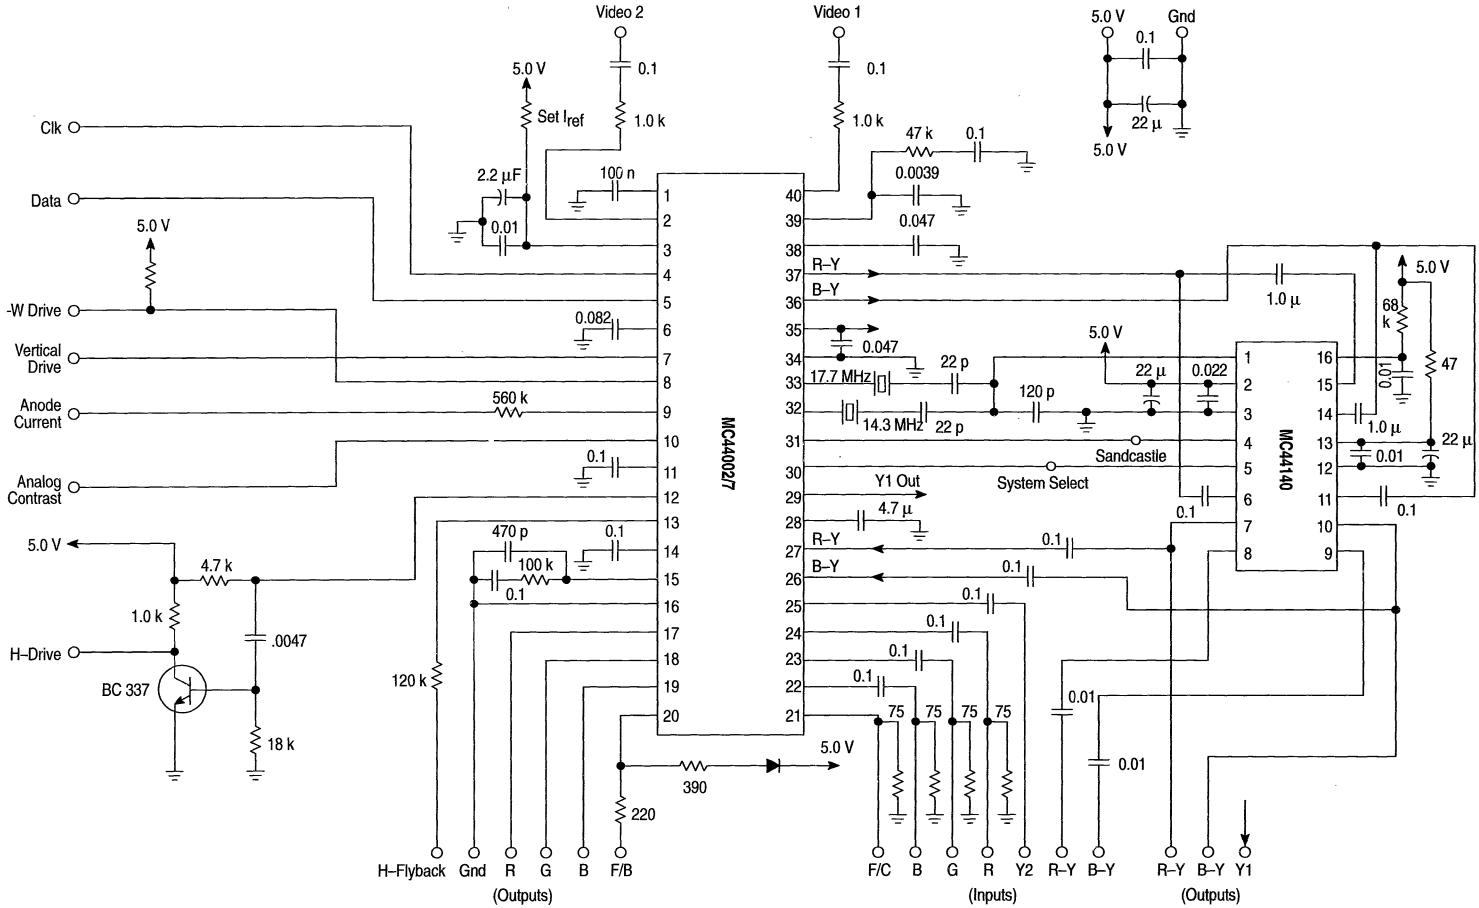 Video 2
Video 1
5.0 V
Gnd
0.1
22 µ
5.0 V
0.1
0.1
5.0 V
Set Iref
1.0 k
1.0 k
Clk
47 k
0.1
0.0039
2.2 µF
100 n
0.047
0.01
Data
5.0 V
-W Drive
0.082
Vertical
Drive
Anode
Current
560 k
Analog
Contrast
0.1
5.0 V
4.7 k
1.0 k
.0047
H–Drive
BC 337
18 k
470 p
100 k
0.1
0.1
120 k
390
5.0 V
220
MC44002/7
1
2
3
4
5
6
7
8
9
10
11
12
13
14
15
16
17
18
19
20
40
39
38
37
36
35
34
33
32
31
30
29
28
27
26
25
24
23
22
21
R–Y
B–Y
0.047
17.7 MHz
22 p
14.3 MHz
22 p
120 p
5.0 V
22 µ
0.022
Sandcastle
System Select
Y1 Out
4.7 µ
R–Y
0.1
B–Y
0.1
0.1
0.1
0.1
0.1
75
75
75
75
MC44140
1
2
3
4
5
6
7
8
16
15
14
13
12
11
10
9
1.0 µ
5.0 V
68
k
0.01
47
1.0 µ
0.01
22 µ
0.1
0.1
0.01
0.01
H–Flyback
Gnd
R
G
B
F/B
(Outputs)
F/C
B
G
R
Y2
R–Y
B–Y
R–Y
B–Y
Y1
(Inputs)
(Outputs)